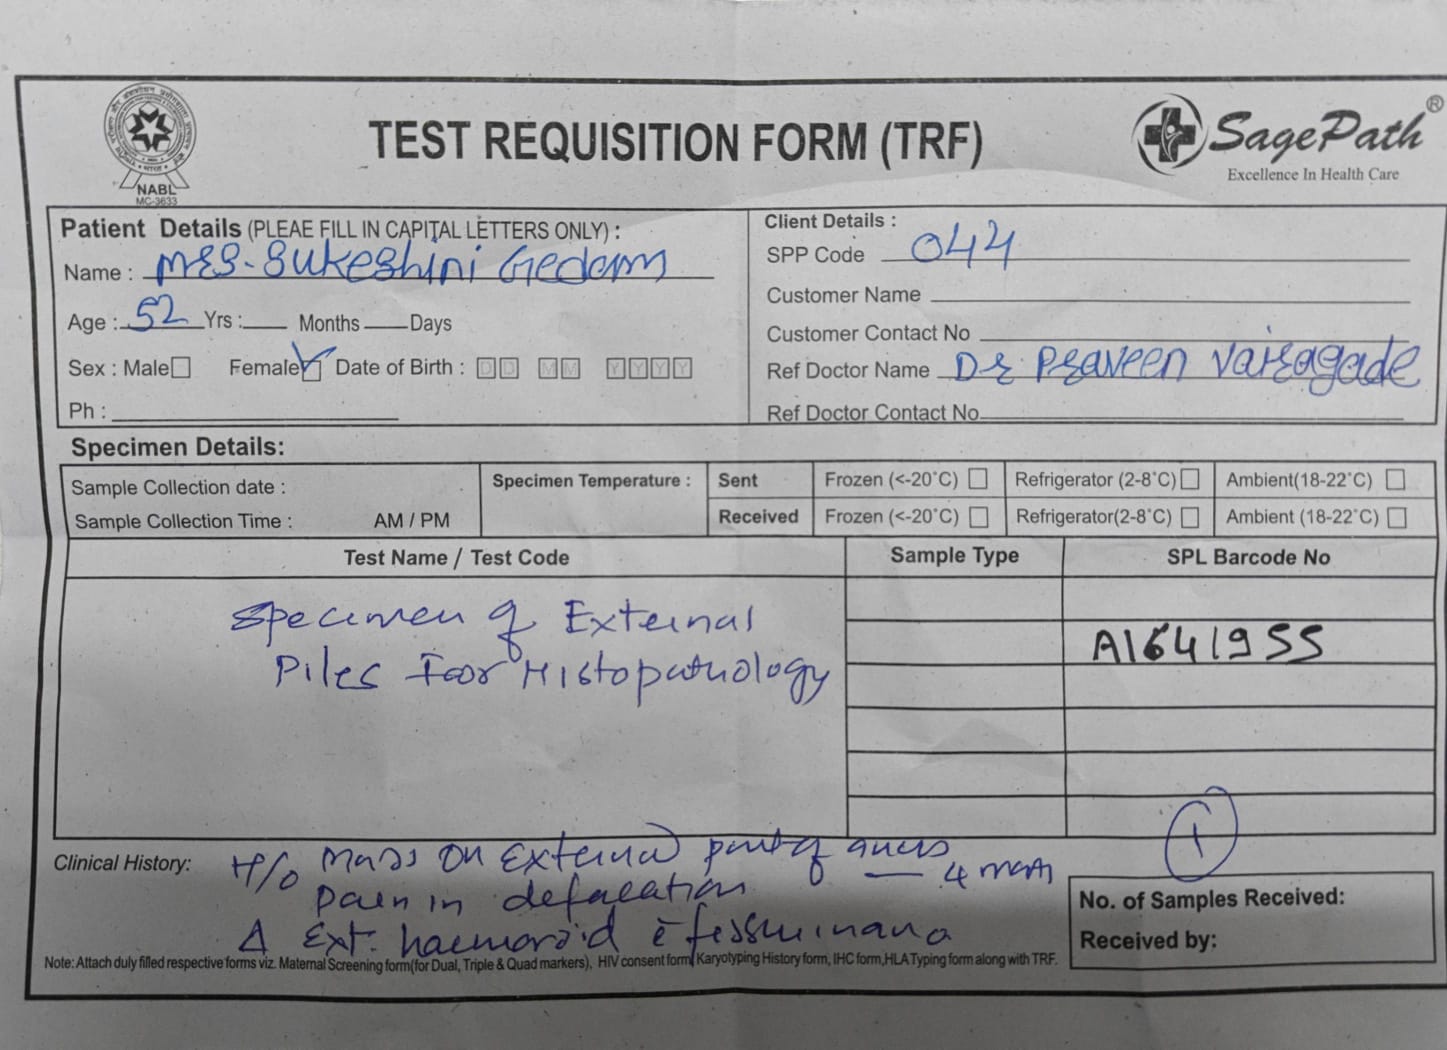 TEST REQUISITION FORM (TRF)
NABL
MC-3633
SagePath®
Excellence In Health Care
Patient Details (PLEAE FILL IN CAPITAL LETTERS ONLY) :
Name : Mrs. Sukeshini Gedam
Age : 52 Yrs : Months Days
Sex : Male Female ✓ Date of Birth : DD MM YYYY
Ph :
Client Details :
SPP Code 044
Customer Name
Customer Contact No
Ref Doctor Name Dr Praveen Vairagade
Ref Doctor Contact No.
Specimen Details:
Sample Collection date :
Sample Collection Time : AM / PM
Specimen Temperature :
Sent Frozen (<-20°C) Refrigerator (2-8°C) Ambient(18-22°C)
Received Frozen (<-20°C) Refrigerator(2-8°C) Ambient (18-22°C)
Test Name / Test Code Sample Type SPL Barcode No
Specimen of External
Piles For Histopathology
A1641955
1
Clinical History: H/o Mass on external part of anus
Pain in defacation — 4 month
Δ Ext. haemoroid c̄ fissureinano
No. of Samples Received:
Received by:
Note: Attach duly filled respective forms viz. Maternal Screening form(for Dual, Triple & Quad markers), HIV consent form, Karyotyping History form, IHC form,HLA Typing form along with TRF.